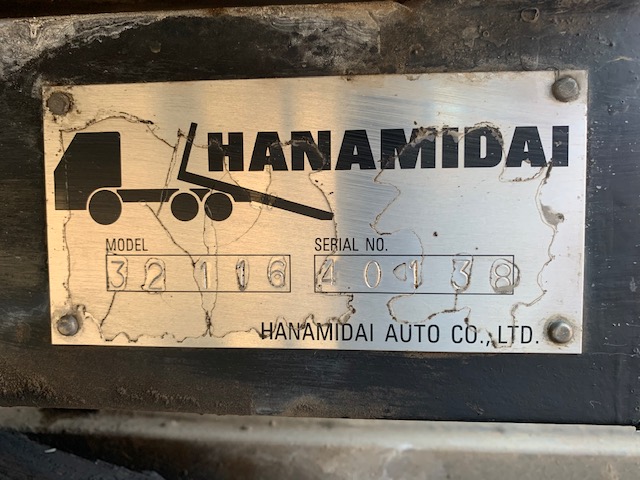 HANAMIDAI
MODEL SERIAL NO.
32116 40138
HANAMIDAI AUTO CO., LTD.